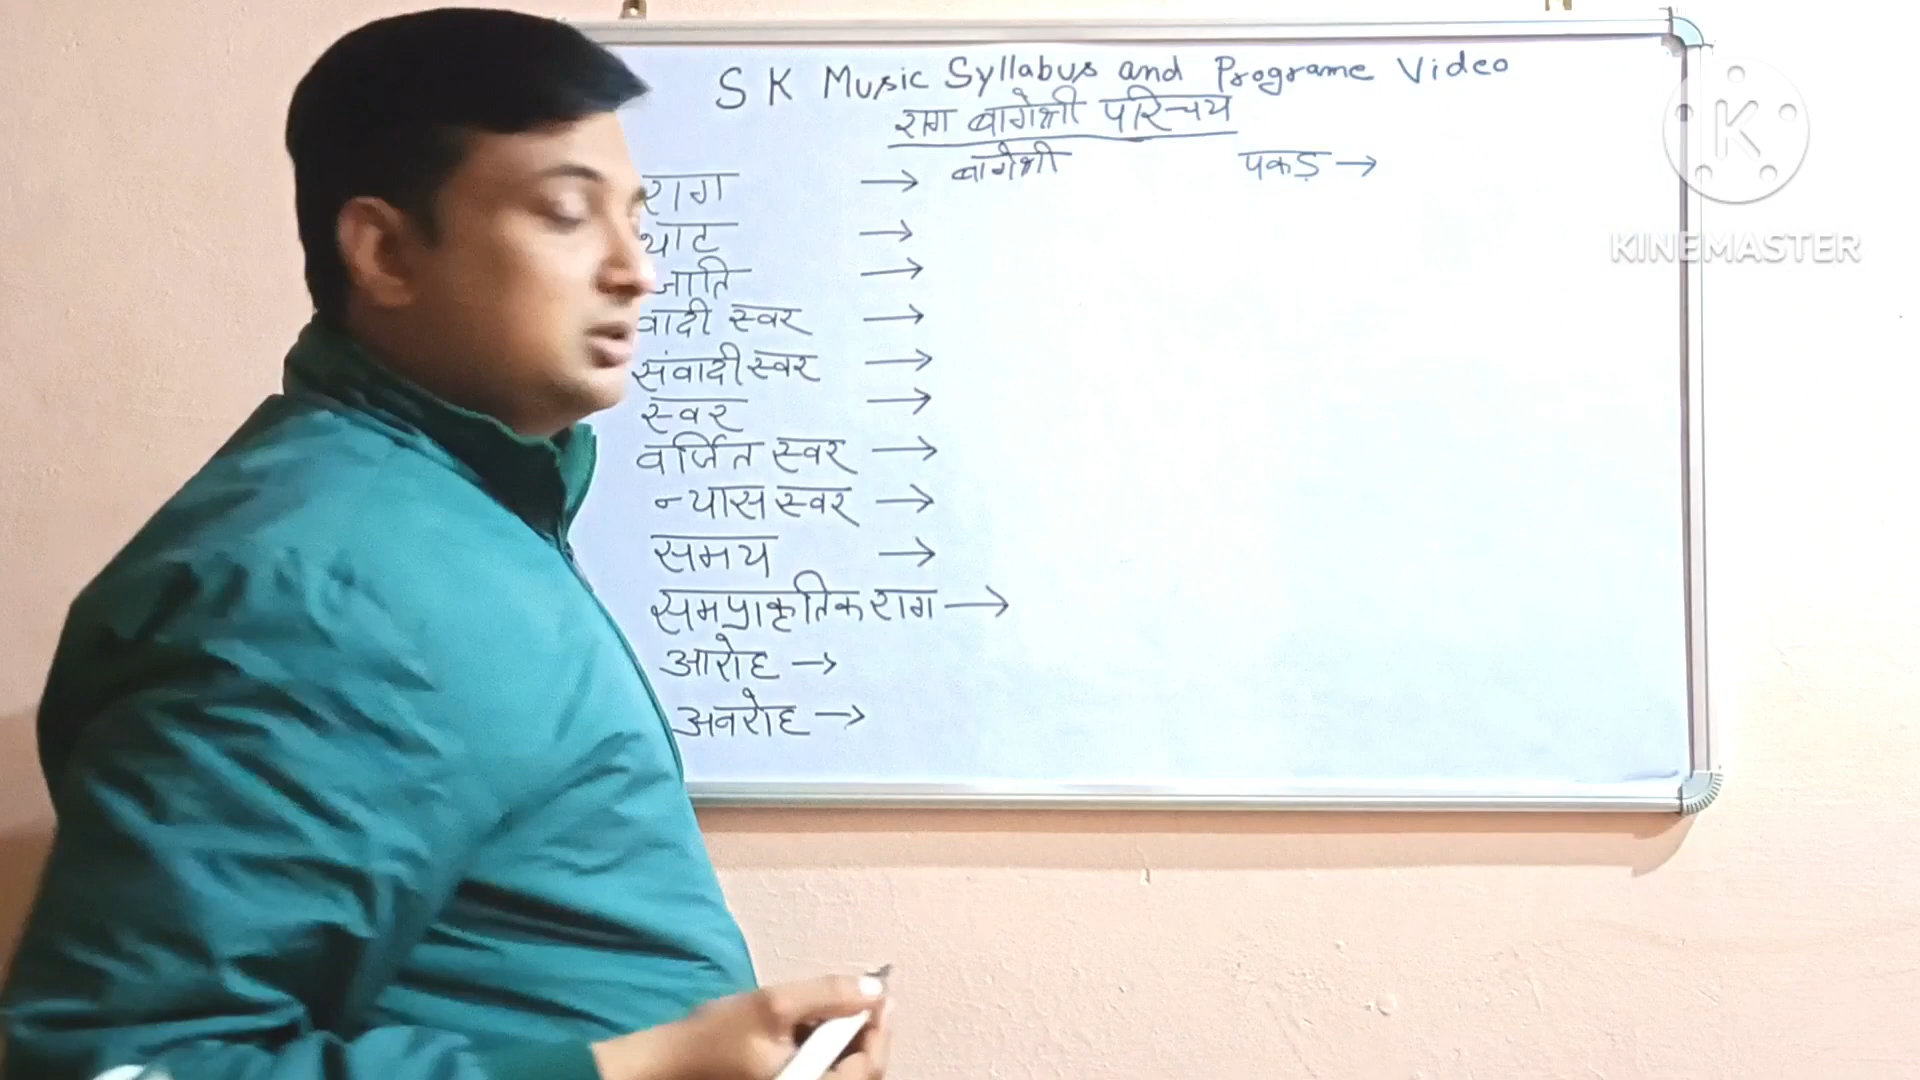 S K Music Syllabus and Programe Video
राग बागेश्री परिचय
राग → बागेश्री
पकड़ →
थाट →
जाति →
वादी स्वर →
संवादी स्वर →
स्वर →
वर्जित स्वर →
न्यास स्वर →
समय →
समप्राकृतिक राग →
आरोह →
अवरोह →
K
KINEMASTER